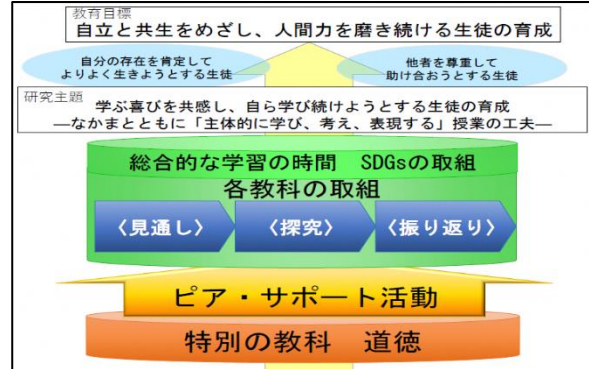 教育目標
自立と共生をめざし、人間力を磨き続ける生徒の育成
自分の存在を肯定して
よりよく生きようとする生徒
他者を尊重して
助け合おうとする生徒
研究主題
学ぶ喜びを共感し、自ら学び続けようとする生徒の育成
―なかまとともに「主体的に学び、考え、表現する」授業の工夫―
総合的な学習の時間 SDGsの取組
各教科の取組
〈見通し〉
〈探究〉
〈振り返り〉
ピア・サポート活動
特別の教科 道徳